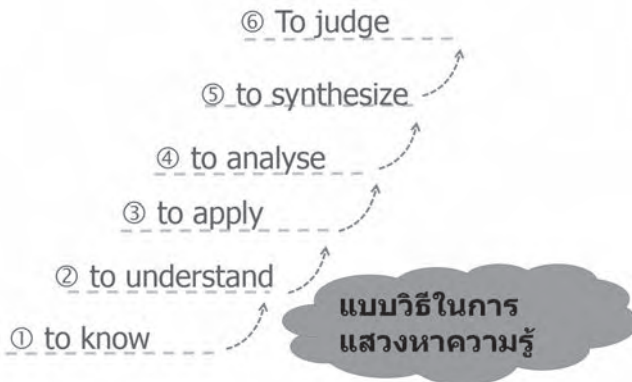 ⑥ To judge
⑤ to synthesize
④ to analyse
③ to apply
② to understand
① to know
แบบวิธีในการ
แสวงหาความรู้